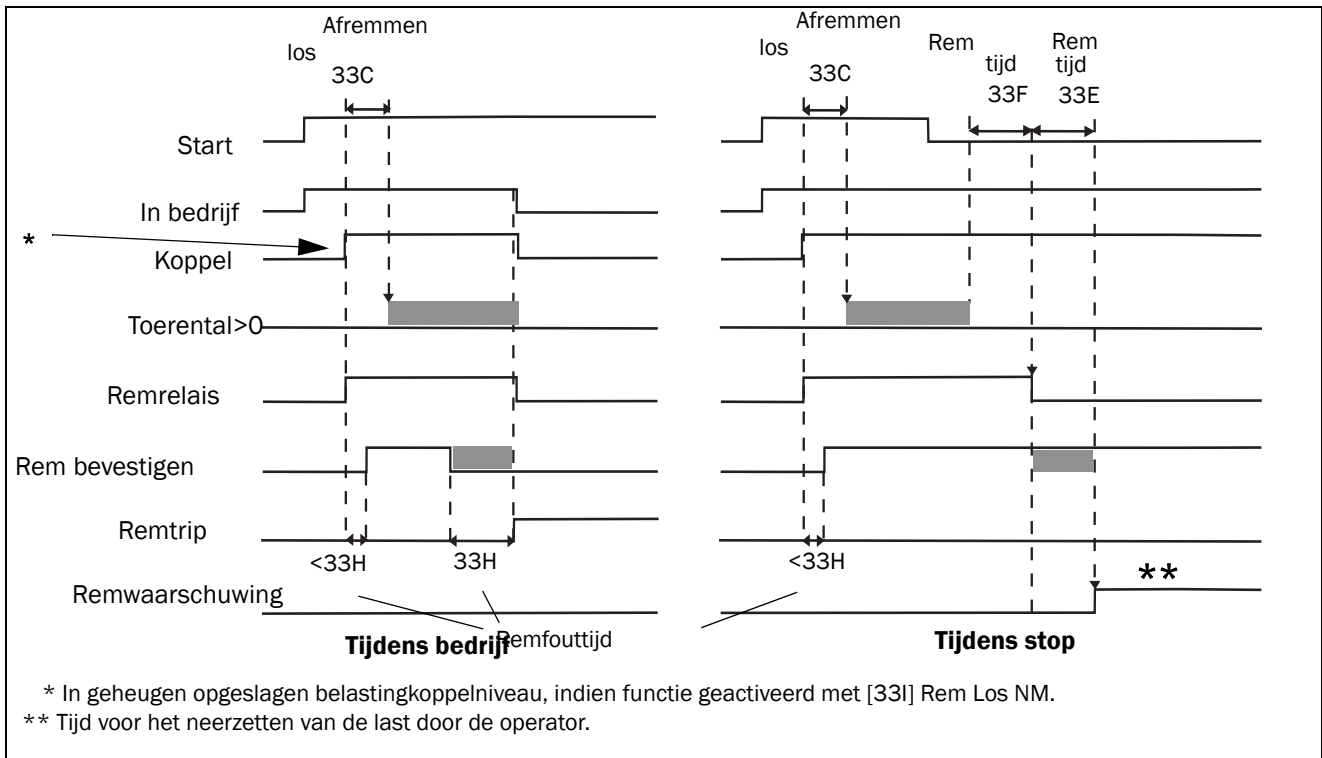 Afremmen
los
33C
Afremmen
los
33C
Rem
tijd
33F
Rem
tijd
33E
Start
In bedrijf
*
Koppel
Toerental>0
Remrelais
Rem bevestigen
Remtrip
<33H
33H
<33H
Remwaarschuwing
**
Tijdens bedrijf
Remfouttijd
Tijdens stop
* In geheugen opgeslagen belastingkoppelniveau, indien functie geactiveerd met [33I] Rem Los NM.
** Tijd voor het neerzetten van de last door de operator.